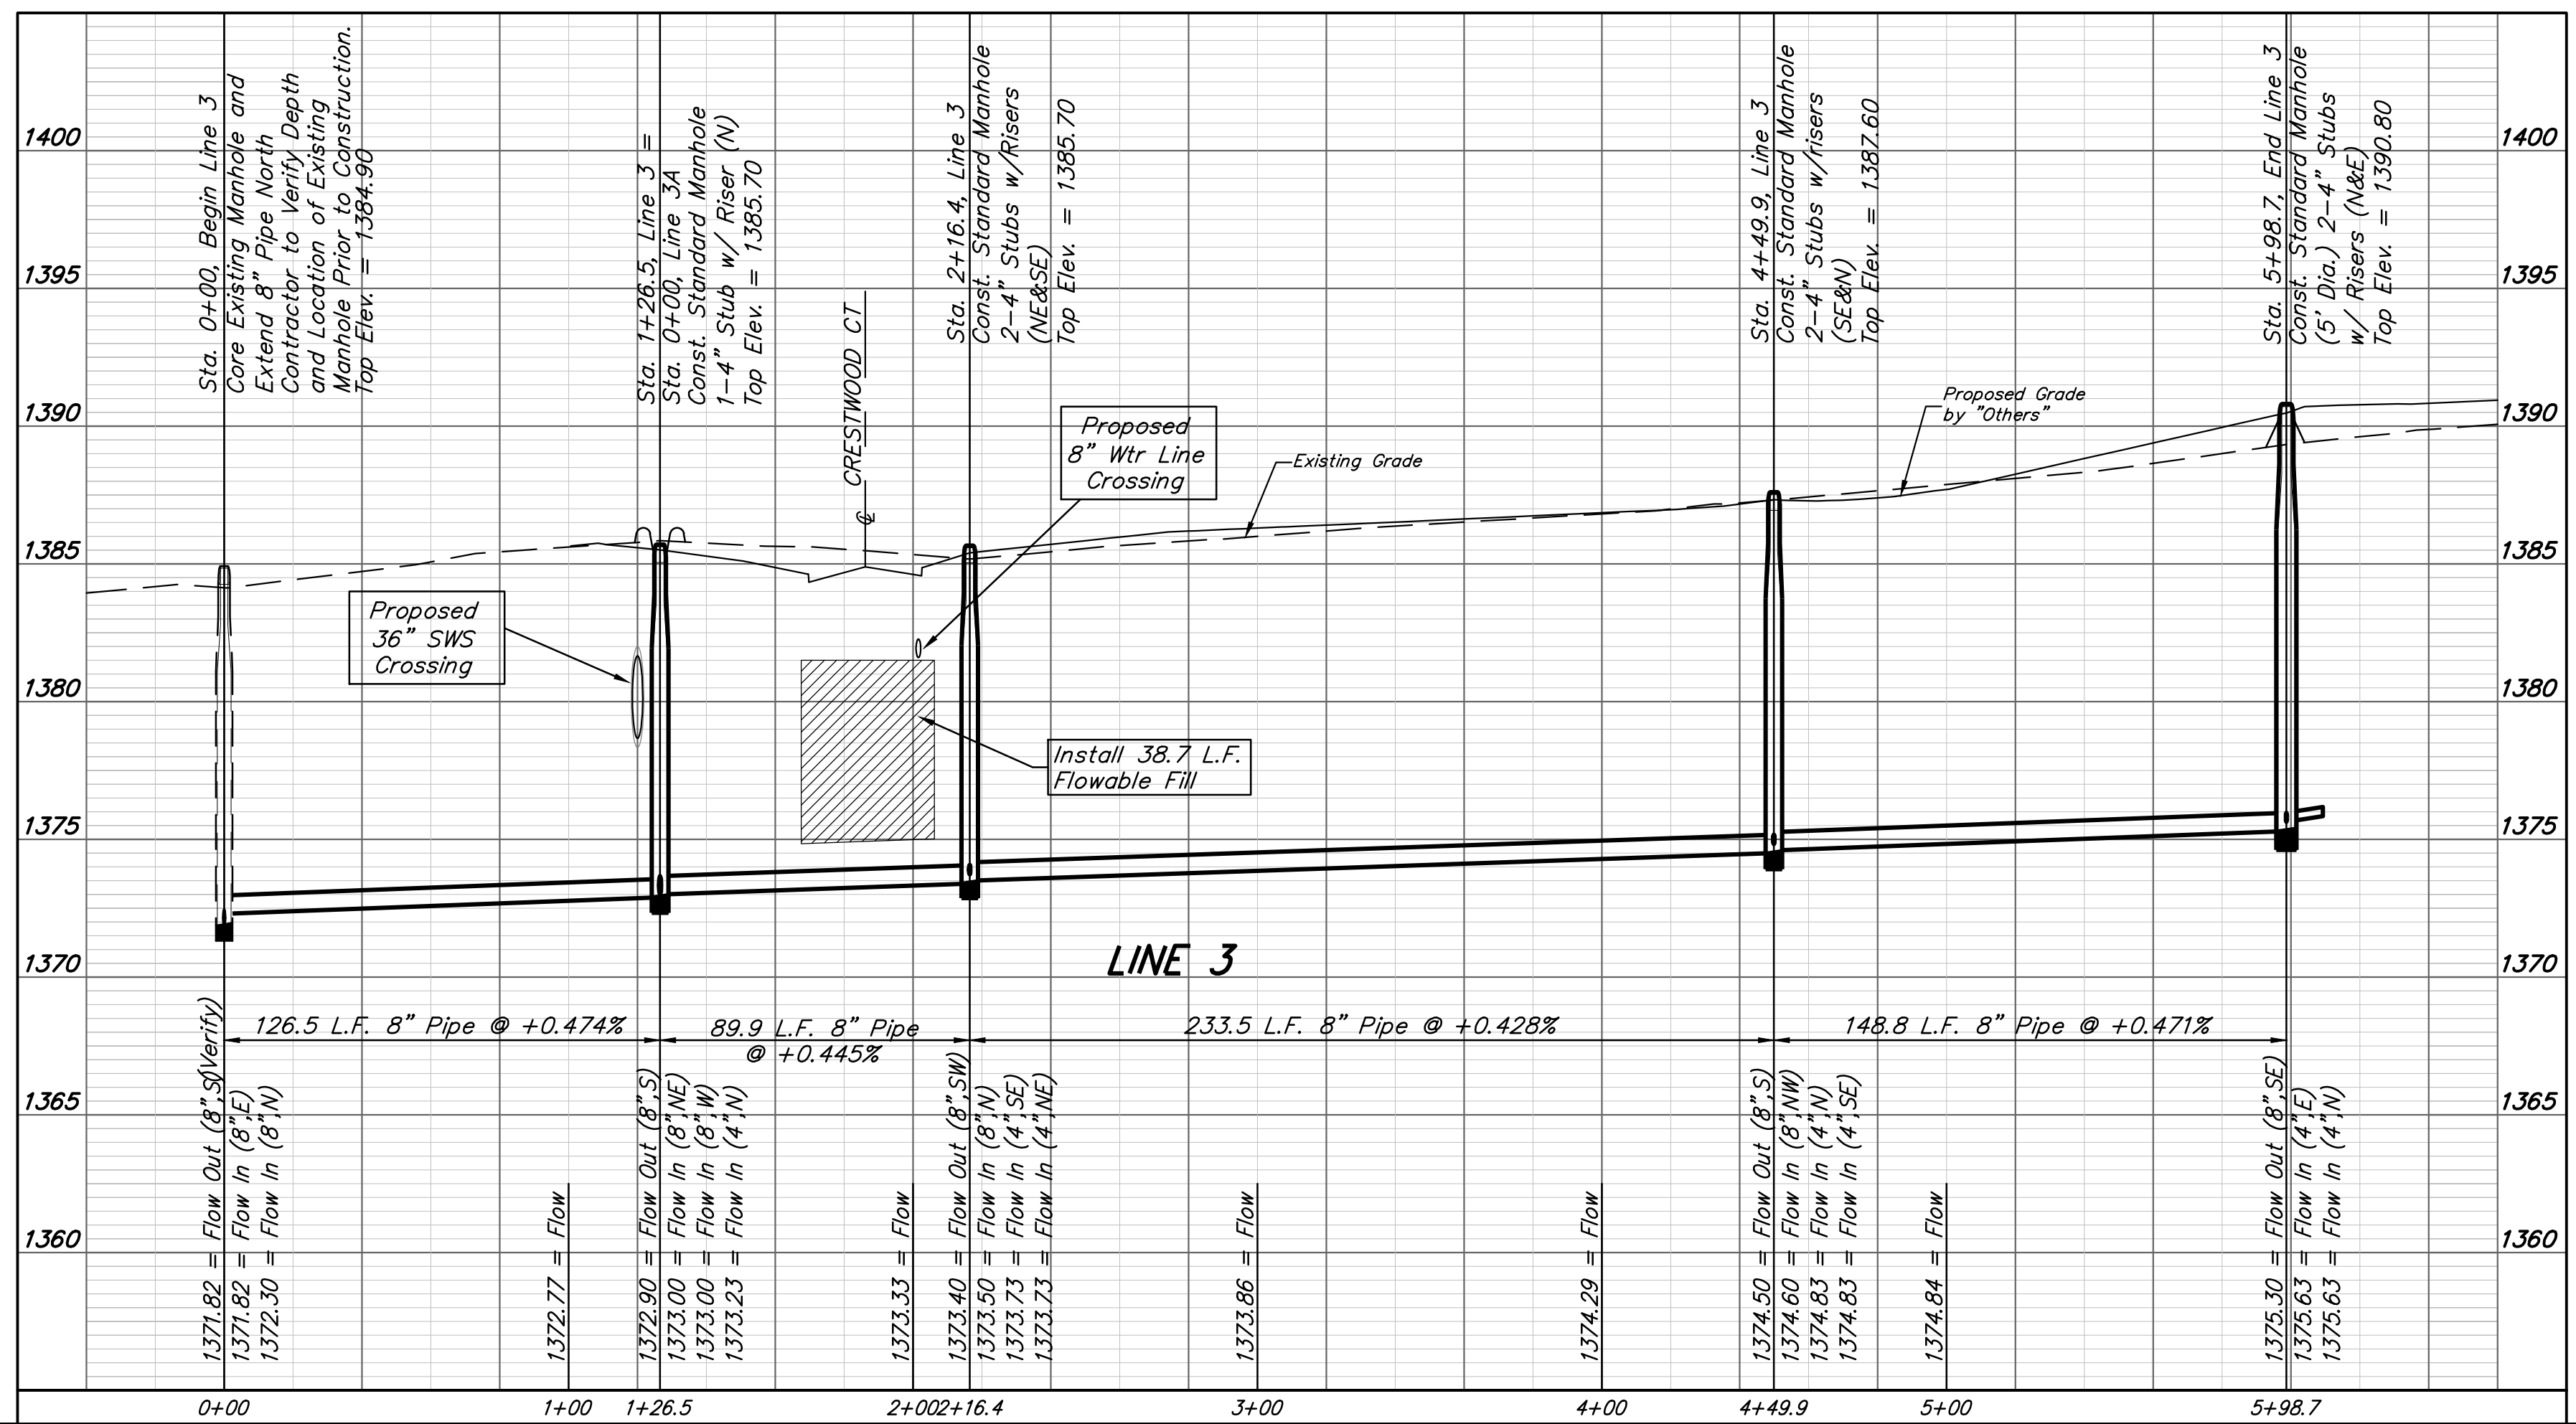 Sta. 0+00, Begin Line 3
Core Existing Manhole and
Extend 8" Pipe North
Contractor to Verify Depth
and Location of Existing
Manhole Prior to Construction.
Top Elev. = 1384.90
Sta. 1+26.5, Line 3 =
Sta. 0+00, Line 3A
Const. Standard Manhole
1-4" Stub w/ Riser (N)
Top Elev. = 1385.70
CRESTWOOD CT
℄
Sta. 2+16.4, Line 3
Const. Standard Manhole
2-4" Stubs w/Risers
(NE&SE)
Top Elev. = 1385.70
Sta. 4+49.9, Line 3
Const. Standard Manhole
2-4" Stubs w/risers
(SE&N)
Top Elev. = 1387.60
Sta. 5+98.7, End Line 3
Const. Standard Manhole
(5' Dia.) 2-4" Stubs
w/ Risers (N&E)
Top Elev. = 1390.80
1400
1395
1390
1385
1380
1375
1370
1365
1360
1400
1395
1390
1385
1380
1375
1370
1365
1360
Proposed
8" Wtr Line
Crossing
Existing Grade
Proposed Grade
by "Others"
Proposed
36" SWS
Crossing
Install 38.7 L.F.
Flowable Fill
LINE 3
126.5 L.F. 8" Pipe @ +0.474%
89.9 L.F. 8" Pipe
@ +0.445%
233.5 L.F. 8" Pipe @ +0.428%
148.8 L.F. 8" Pipe @ +0.471%
1371.82 = Flow Out (8",S)(Verify)
1371.82 = Flow In (8",E)
1372.30 = Flow In (8",N)
1372.77 = Flow
1372.90 = Flow Out (8",S)
1373.00 = Flow In (8",NE)
1373.00 = Flow In (8",W)
1373.23 = Flow In (4",N)
1373.33 = Flow
1373.40 = Flow Out (8",SW)
1373.50 = Flow In (8",N)
1373.73 = Flow In (4",SE)
1373.73 = Flow In (4",NE)
1373.86 = Flow
1374.29 = Flow
1374.50 = Flow Out (8",S)
1374.60 = Flow In (8",NW)
1374.83 = Flow In (4",N)
1374.83 = Flow In (4",SE)
1374.84 = Flow
1375.30 = Flow Out (8",SE)
1375.63 = Flow In (4",E)
1375.63 = Flow In (4",N)
0+00 1+00 1+26.5 2+00 2+16.4 3+00 4+00 4+49.9 5+00 5+98.7